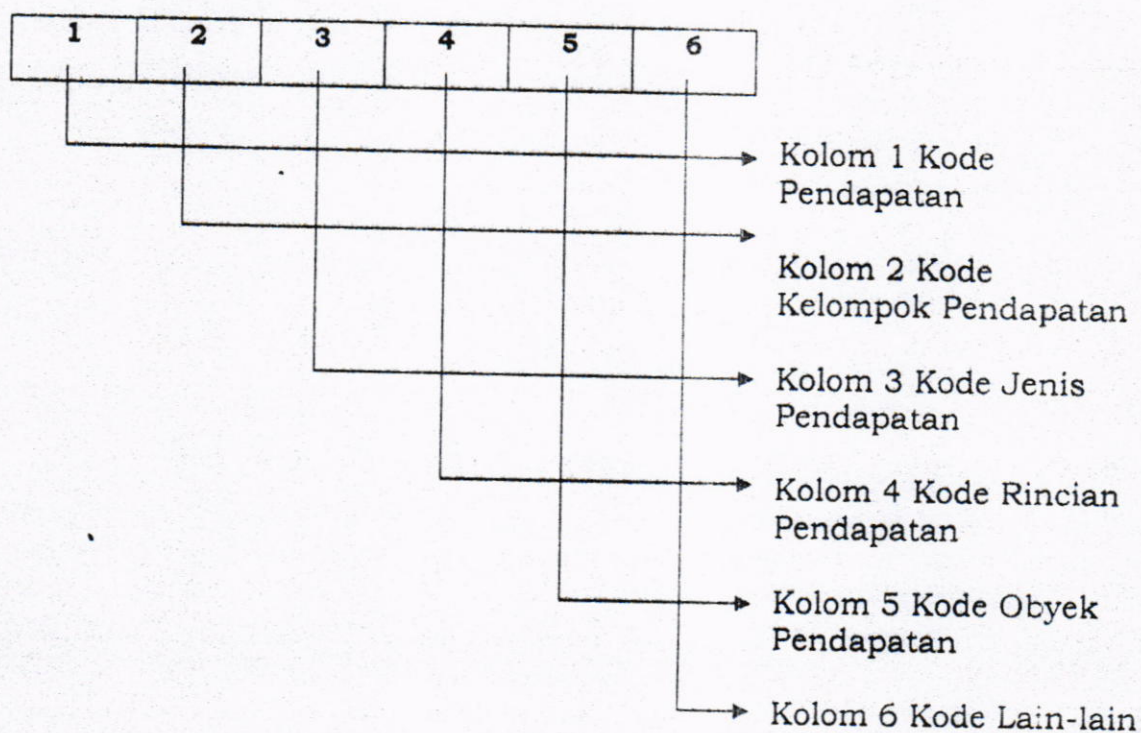 1 2 3 4 5 6
Kolom 1 Kode
Pendapatan
Kolom 2 Kode
Kelompok Pendapatan
Kolom 3 Kode Jenis
Pendapatan
Kolom 4 Kode Rincian
Pendapatan
Kolom 5 Kode Obyek
Pendapatan
Kolom 6 Kode Lain-lain